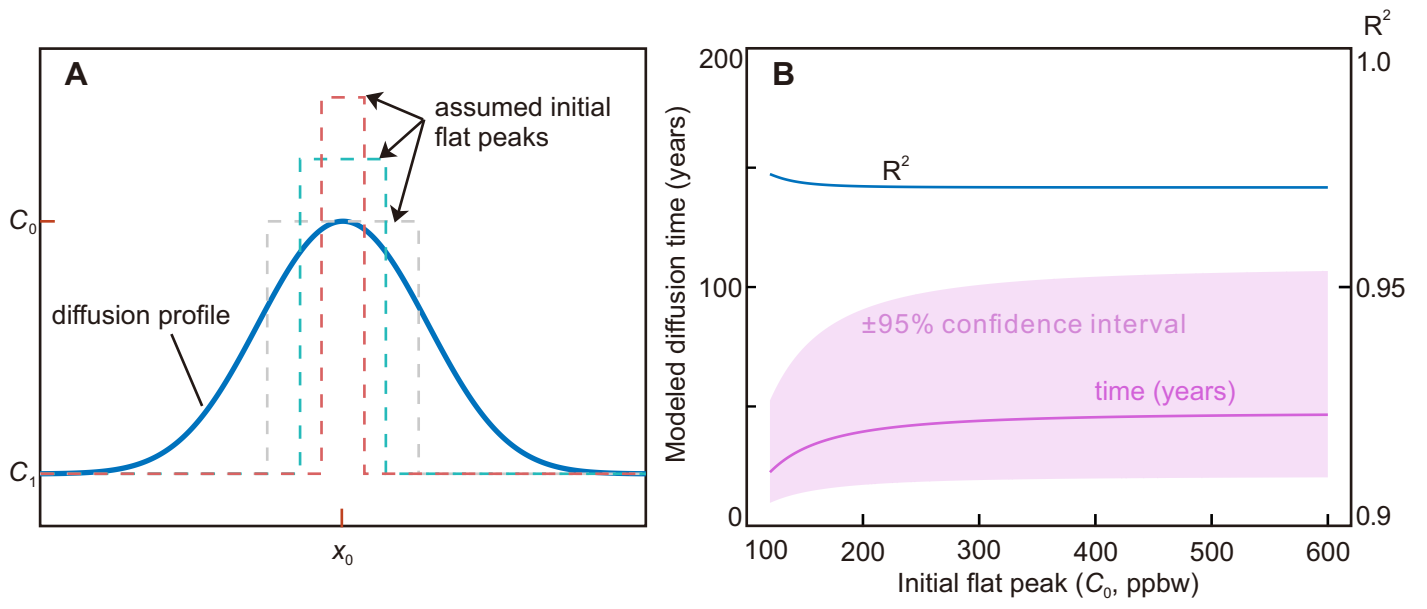 A
assumed initial
flat peaks
C₀
diffusion profile
C₁
x₀
R²
B
200
1.0
Modeled diffusion time (years)
R²
100
0.95
±95% confidence interval
time (years)
50
0
0.9
100 200 300 400 500 600
Initial flat peak (C₀, ppbw)